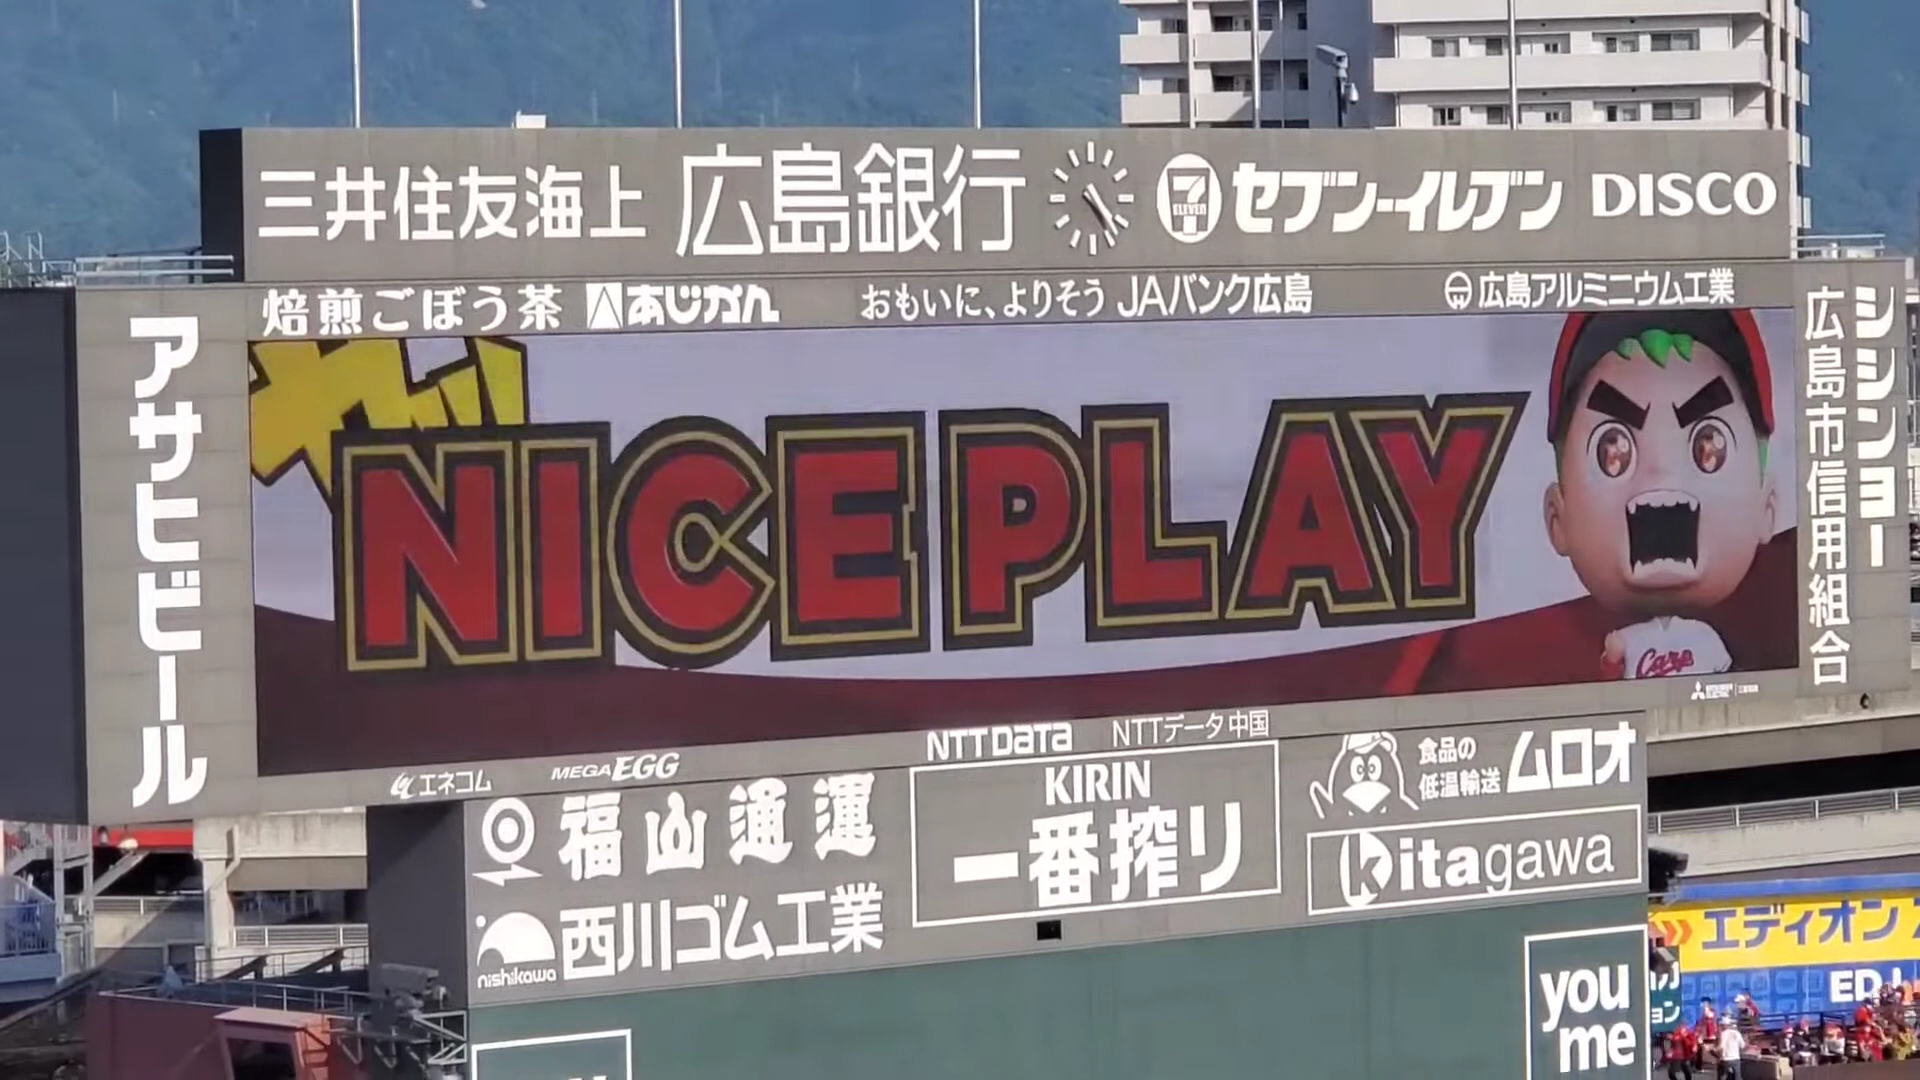 三井住友海上 広島銀行 7 ELEVEN セブン-イレブン DISCO
焙煎ごぼう茶 あじかん おもいに、よりそう JAバンク広島 広島アルミニウム工業
アサヒビール
NICE PLAY
Carp
シシンヨー
広島市信用組合
エネコム MEGA EGG NTT DATA NTTデータ中国
福山通運
KIRIN
一番搾り
食品の
低温輸送 ムロオ
kitagawa
nishikawa 西川ゴム工業
エディオン
you
me